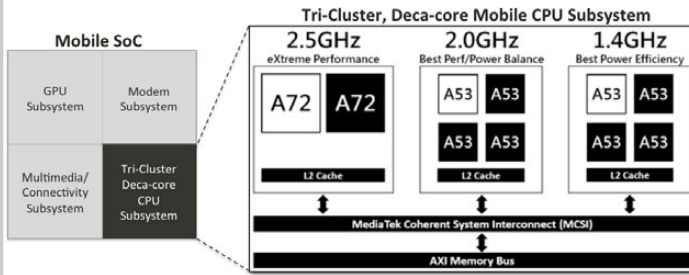 Tri-Cluster, Deca-core Mobile CPU Subsystem
Mobile SoC
GPU
Subsystem
Modem
Subsystem
Multimedia/
Connectivity
Subsystem
Tri-Cluster
Deca-core
CPU
Subsystem
2.5GHz
eXtreme Performance
A72
A72
L2 Cache
2.0GHz
Best Perf/Power Balance
A53
A53
A53
A53
L2 Cache
1.4GHz
Best Power Efficiency
A53
A53
A53
A53
L2 Cache
MediaTek Coherent System Interconnect (MCSI)
AXI Memory Bus